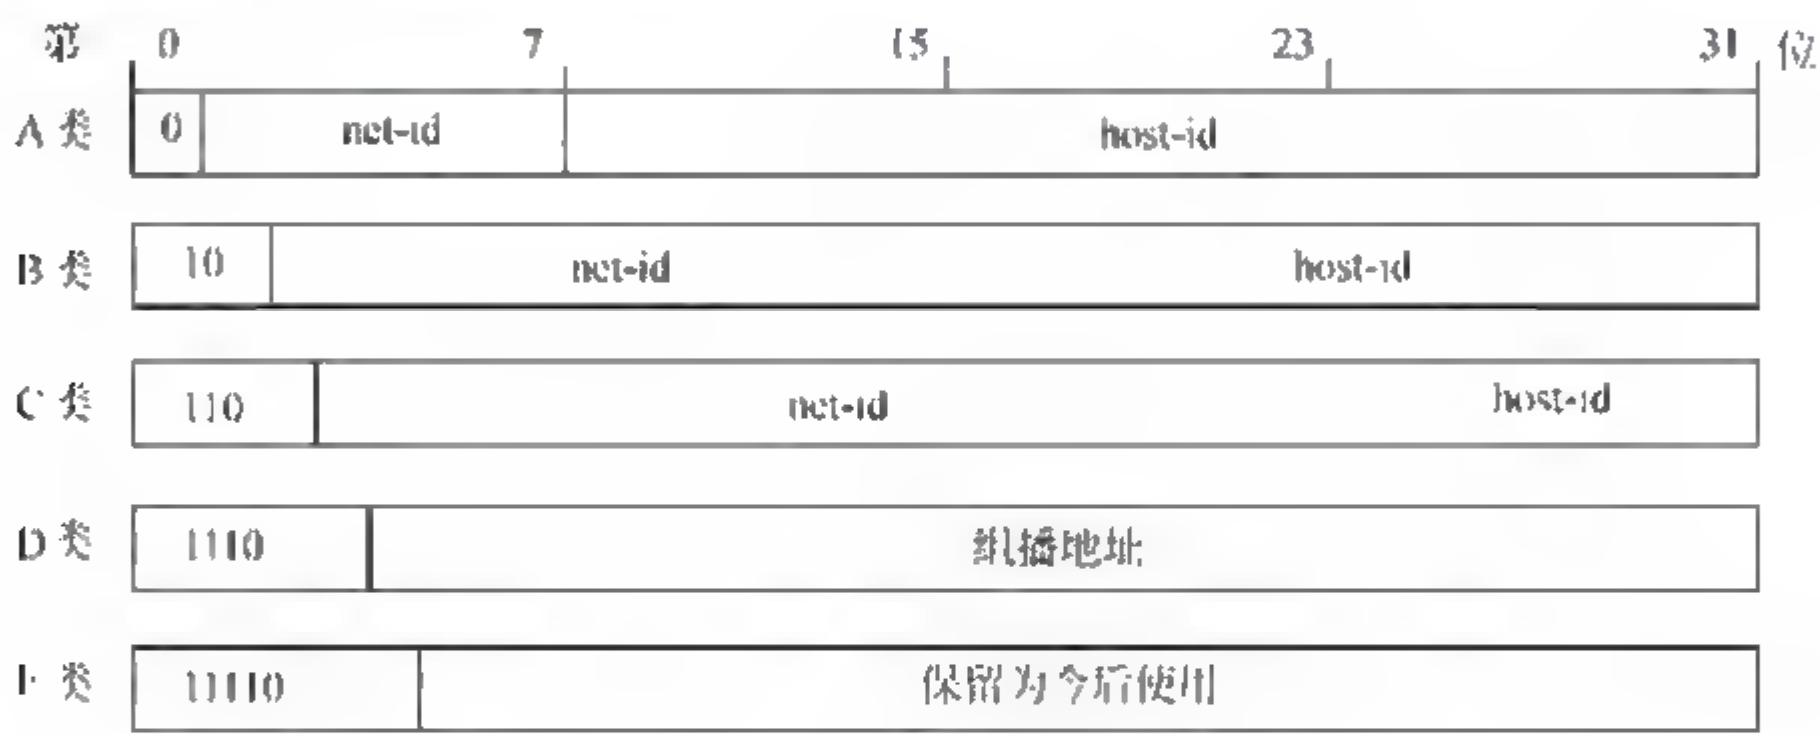 第 0 7 15 23 31 位
A 类 0 net-id host-id
B 类 10 net-id host-id
C 类 110 net-id host-id
D 类 1110 组播地址
E 类 11110 保留为今后使用